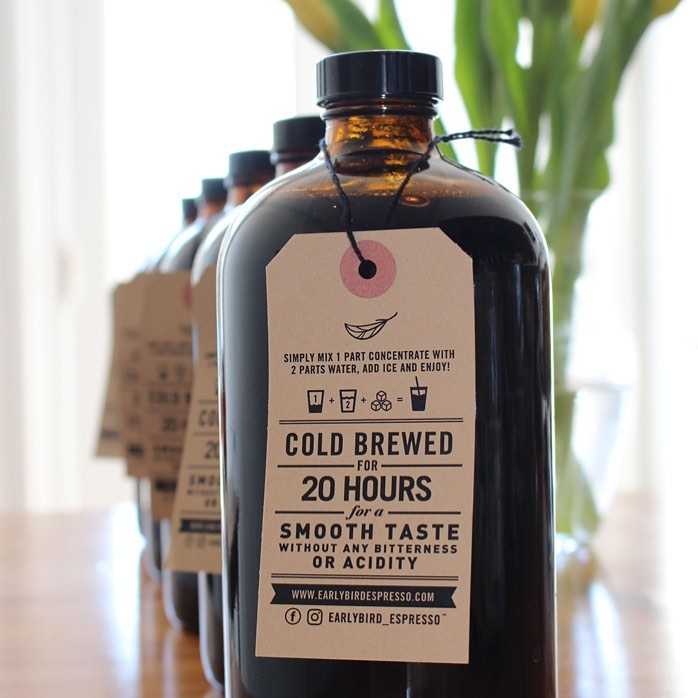 SIMPLY MIX 1 PART CONCENTRATE WITH
2 PARTS WATER, ADD ICE AND ENJOY!
1 + 2 + =
COLD BREWED
FOR
20 HOURS
for a
SMOOTH TASTE
WITHOUT ANY BITTERNESS
OR ACIDITY
WWW.EARLYBIRDESPRESSO.COM
EARLYBIRD_ESPRESSO™